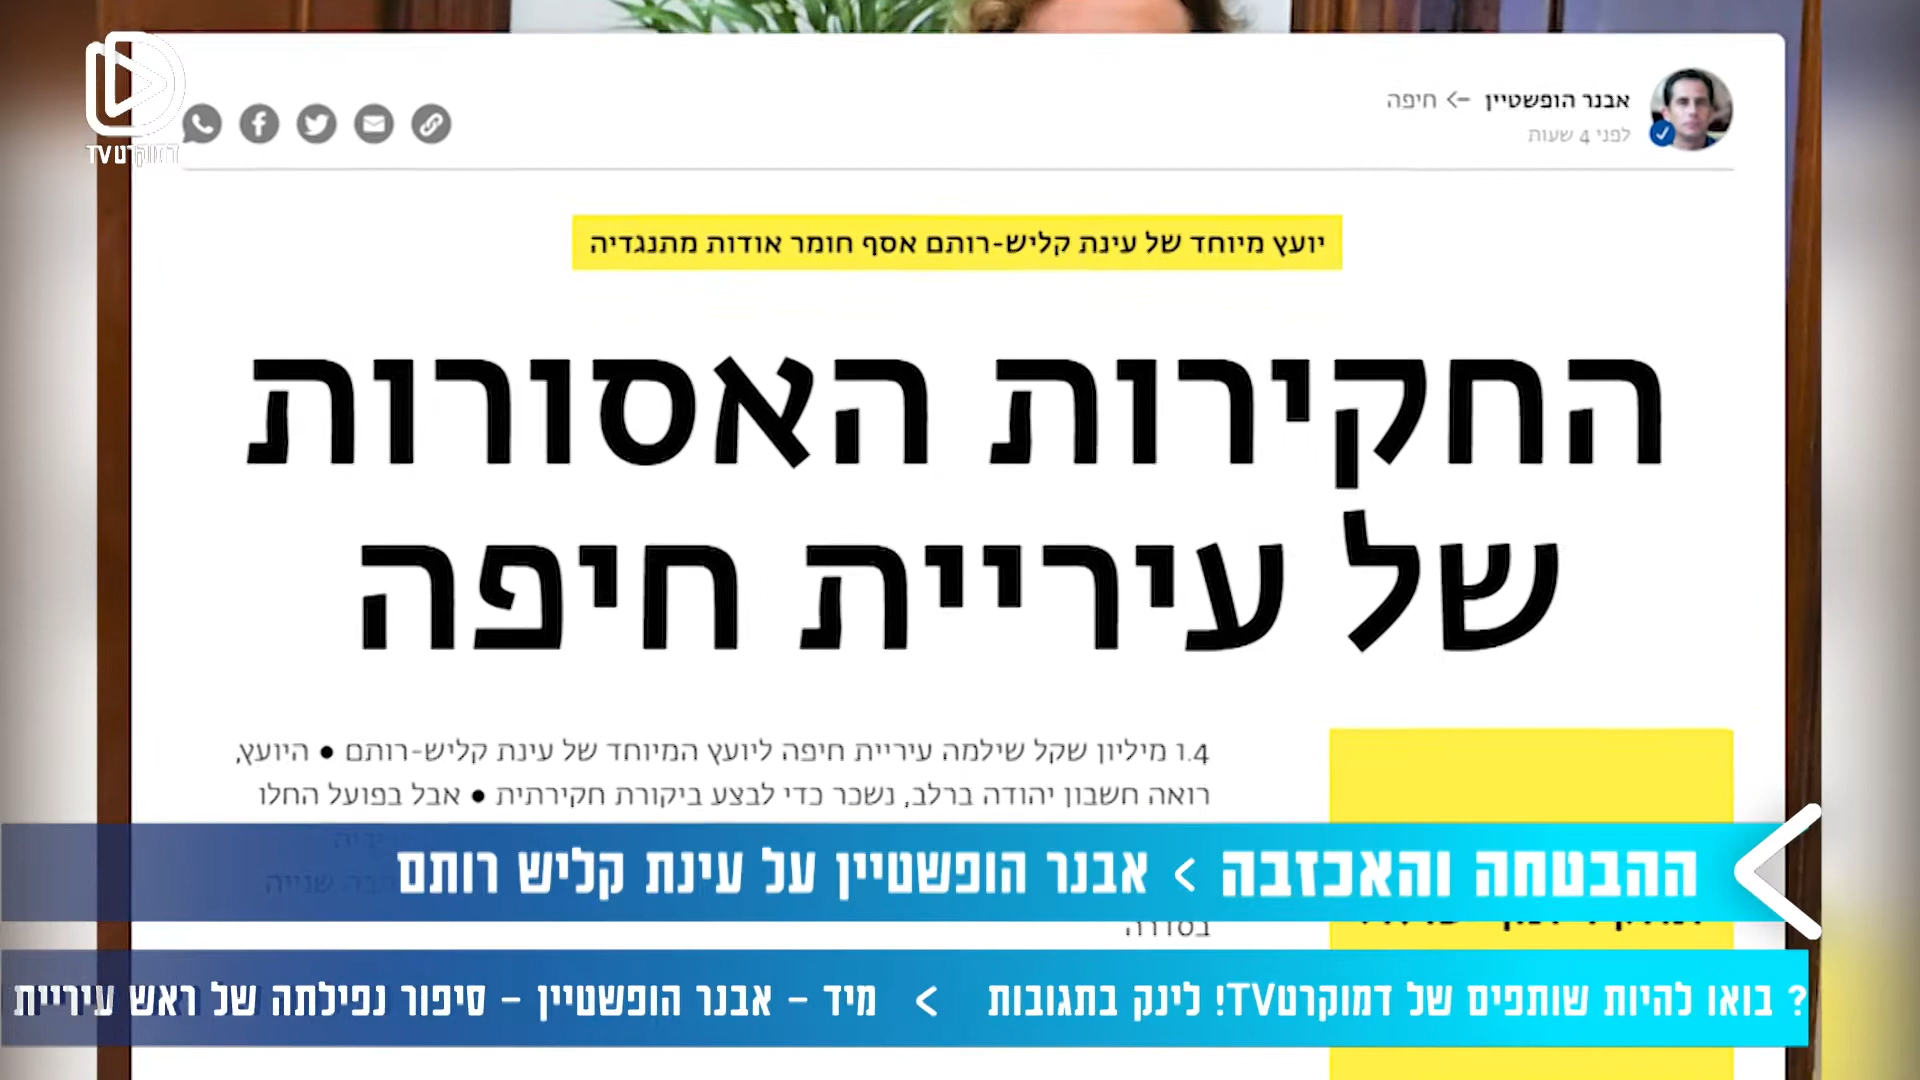 דמוקרטTV
אבנר הופשטיין <- חיפה
לפני 4 שעות
יועץ מיוחד של עינת קליש-רותם אסף חומר אודות מתנגדיה
החקירות האסורות
של עיריית חיפה
1.4 מיליון שקל שילמה עיריית חיפה ליועץ המיוחד של עינת קליש-רותם ● היועץ,
רואה חשבון יהודה ברלב, נשכר כדי לבצע ביקורת חקירתית ● אבל בפועל החלו
שנייה
בסדרה
ההבטחה והאכזבה > אבנר הופשטיין על עינת קליש רותם
? בואו להיות שותפים של דמוקרטTV! לינק בתגובות > מיד - אבנר הופשטיין - סיפור נפילתה של ראש עיריית